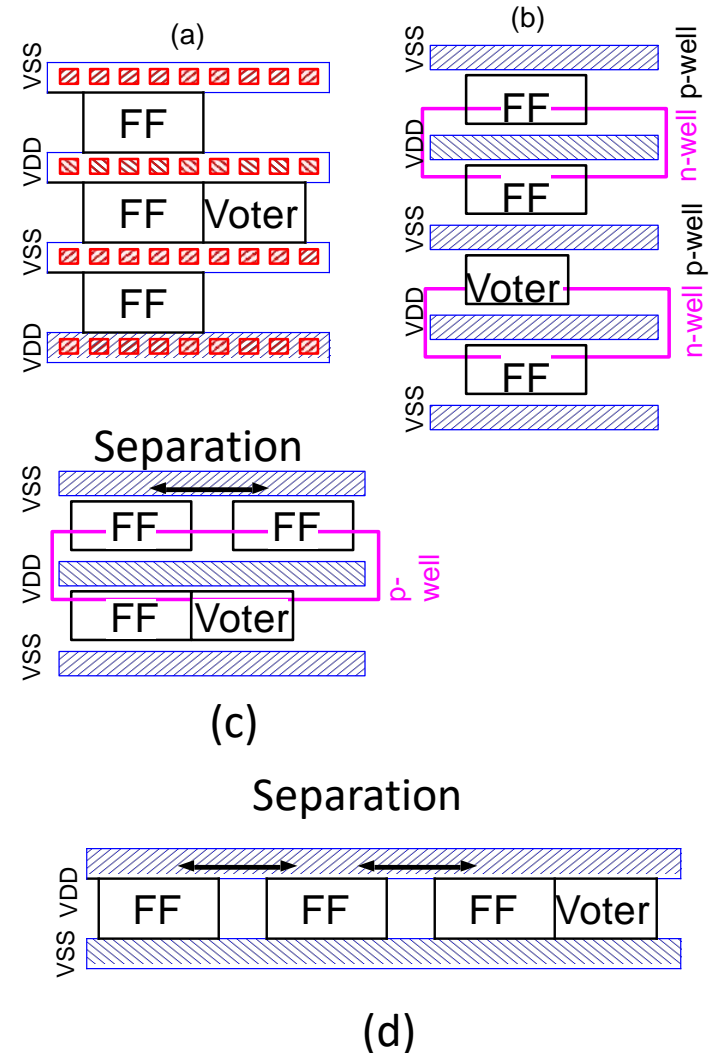 (a)
VSS
FF
VDD
FF Voter
VSS
FF
VDD
(b)
VSS
p-well
FF
VDD
n-well
FF
VSS
p-well
Voter
VDD
n-well
FF
VSS
Separation
VSS
FF FF
VDD
p-
well
FF Voter
VSS
(c)
Separation
VDD
FF FF FF Voter
VSS
(d)